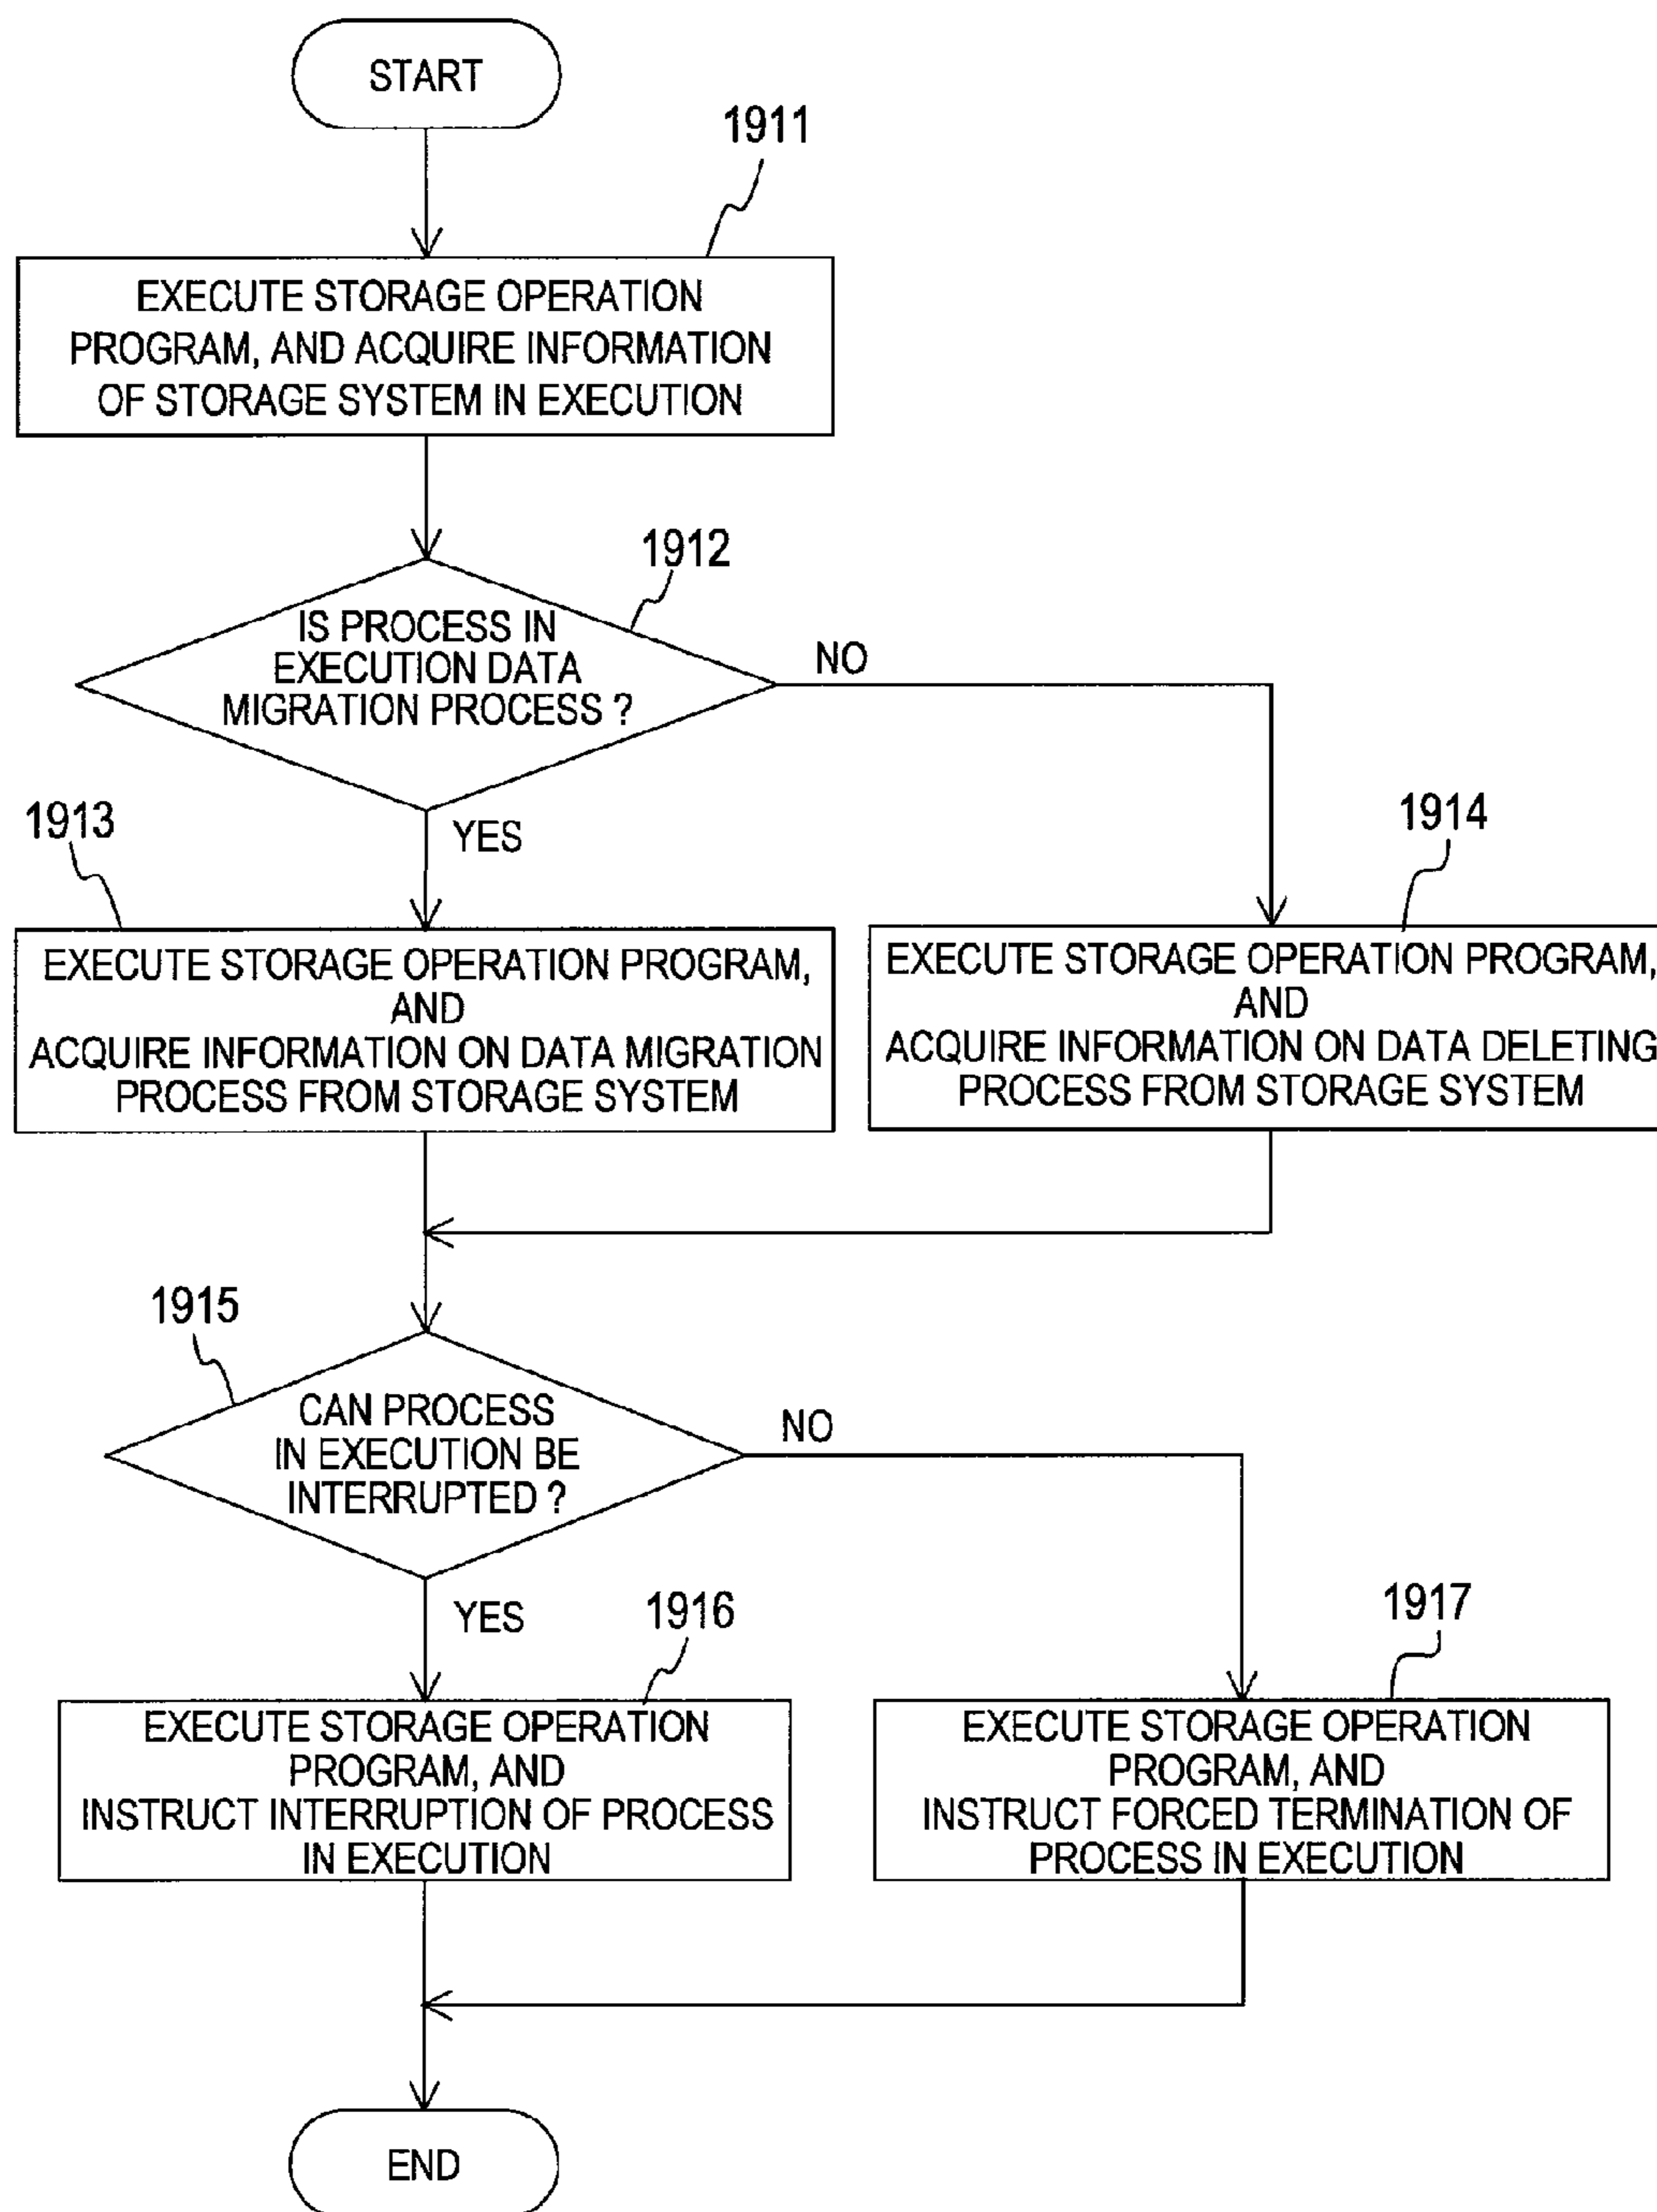 START
1911
EXECUTE STORAGE OPERATION
PROGRAM, AND ACQUIRE INFORMATION
OF STORAGE SYSTEM IN EXECUTION
1912
IS PROCESS IN
EXECUTION DATA
MIGRATION PROCESS ?
NO
YES
1913
EXECUTE STORAGE OPERATION PROGRAM,
AND
ACQUIRE INFORMATION ON DATA MIGRATION
PROCESS FROM STORAGE SYSTEM
1914
EXECUTE STORAGE OPERATION PROGRAM,
AND
ACQUIRE INFORMATION ON DATA DELETING
PROCESS FROM STORAGE SYSTEM
1915
CAN PROCESS
IN EXECUTION BE
INTERRUPTED ?
NO
YES
1916
EXECUTE STORAGE OPERATION
PROGRAM, AND
INSTRUCT INTERRUPTION OF PROCESS
IN EXECUTION
1917
EXECUTE STORAGE OPERATION
PROGRAM, AND
INSTRUCT FORCED TERMINATION OF
PROCESS IN EXECUTION
END